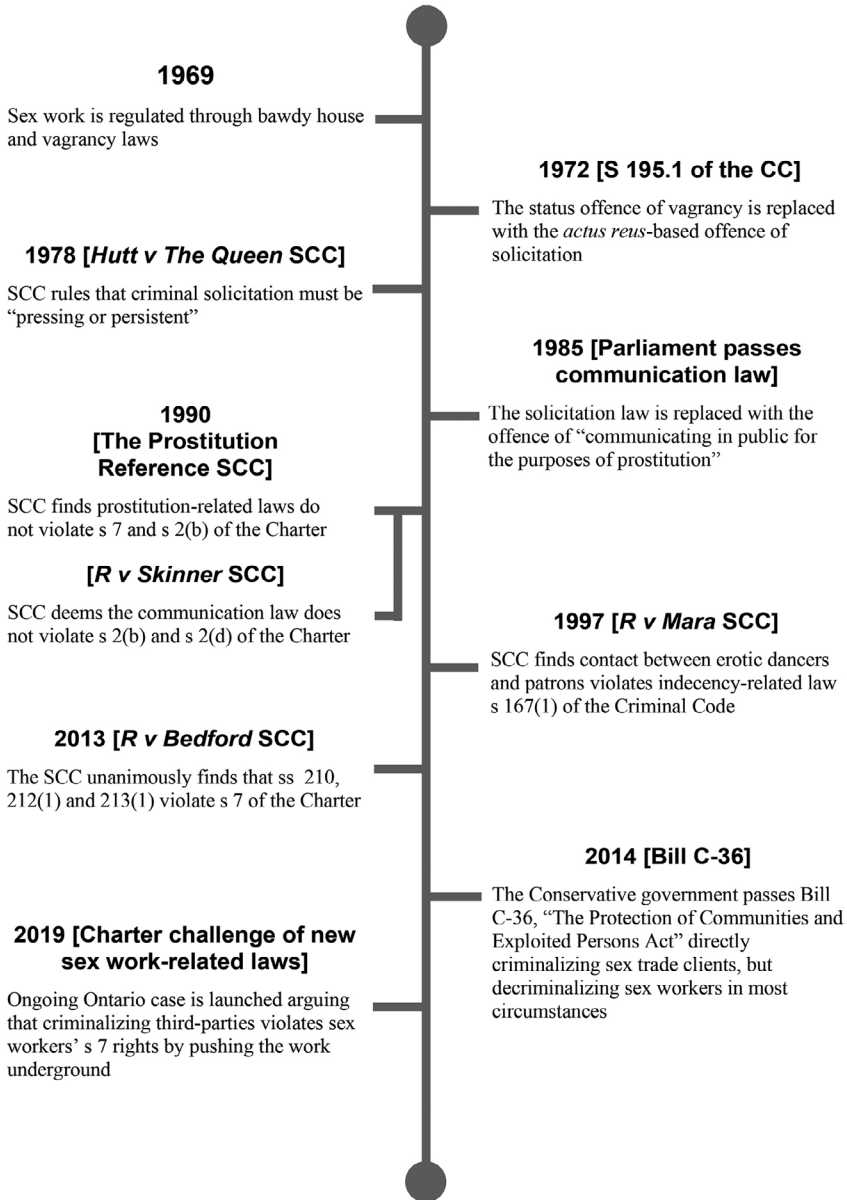 1969
Sex work is regulated through bawdy house
and vagrancy laws
1972 [S 195.1 of the CC]
The status offence of vagrancy is replaced
with the actus reus-based offence of
solicitation
1978 [Hutt v The Queen SCC]
SCC rules that criminal solicitation must be
“pressing or persistent”
1985 [Parliament passes
communication law]
The solicitation law is replaced with the
offence of “communicating in public for
the purposes of prostitution”
1990
[The Prostitution
Reference SCC]
SCC finds prostitution-related laws do
not violate s 7 and s 2(b) of the Charter
[R v Skinner SCC]
SCC deems the communication law does
not violate s 2(b) and s 2(d) of the Charter
1997 [R v Mara SCC]
SCC finds contact between erotic dancers
and patrons violates indecency-related law
s 167(1) of the Criminal Code
2013 [R v Bedford SCC]
The SCC unanimously finds that ss 210,
212(1) and 213(1) violate s 7 of the Charter
2014 [Bill C-36]
The Conservative government passes Bill
C-36, “The Protection of Communities and
Exploited Persons Act” directly
criminalizing sex trade clients, but
decriminalizing sex workers in most
circumstances
2019 [Charter challenge of new
sex work-related laws]
Ongoing Ontario case is launched arguing
that criminalizing third-parties violates sex
workers’ s 7 rights by pushing the work
underground